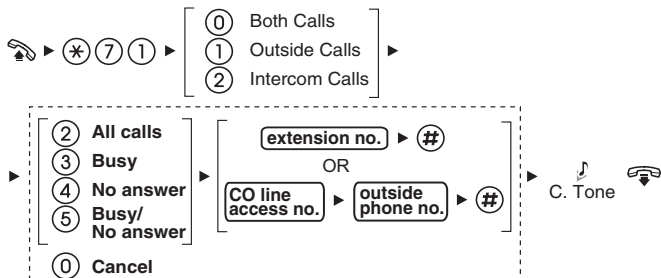 0 Both Calls
* 7 1 1 Outside Calls
2 Intercom Calls
2 All calls
3 Busy
4 No answer
5 Busy/
No answer
0 Cancel
extension no. #
OR
CO line
access no.
outside
phone no.
#
C. Tone